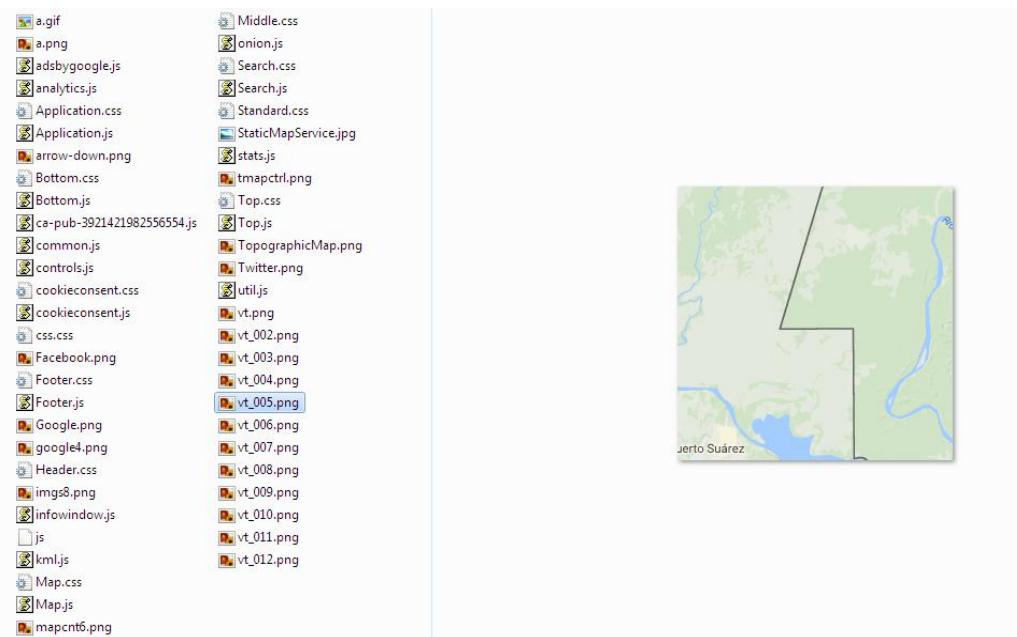 a.gif
a.png
adsbygoogle.js
analytics.js
Application.css
Application.js
arrow-down.png
Bottom.css
Bottom.js
ca-pub-3921421982556554.js
common.js
controls.js
cookieconsent.css
cookieconsent.js
css.css
Facebook.png
Footer.css
Footer.js
Google.png
google4.png
Header.css
imgs8.png
infowindow.js
js
kml.js
Map.css
Map.js
mapcnt6.png
Middle.css
onion.js
Search.css
Search.js
Standard.css
StaticMapService.jpg
stats.js
tmapctrl.png
Top.css
Top.js
TopographicMap.png
Twitter.png
util.js
vt.png
vt_002.png
vt_003.png
vt_004.png
vt_005.png
vt_006.png
vt_007.png
vt_008.png
vt_009.png
vt_010.png
vt_011.png
vt_012.png
uerto Suárez